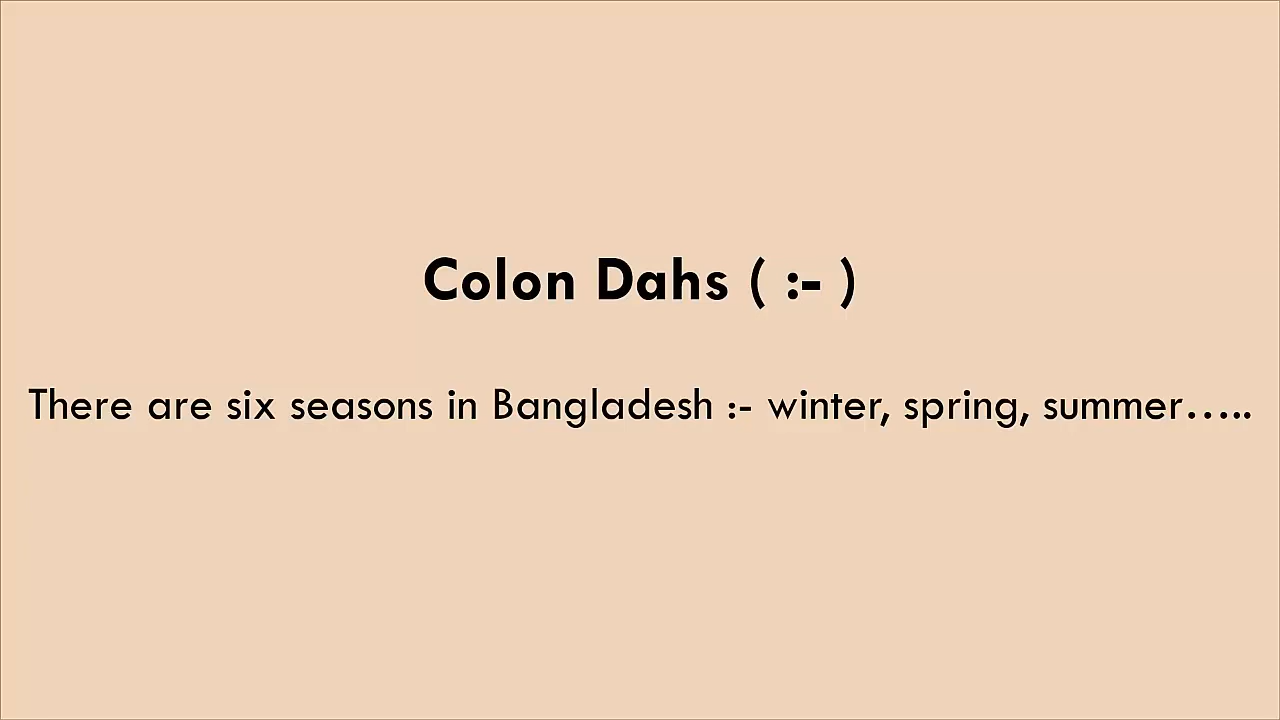 Colon Dahs ( :- )
There are six seasons in Bangladesh :- winter, spring, summer…..